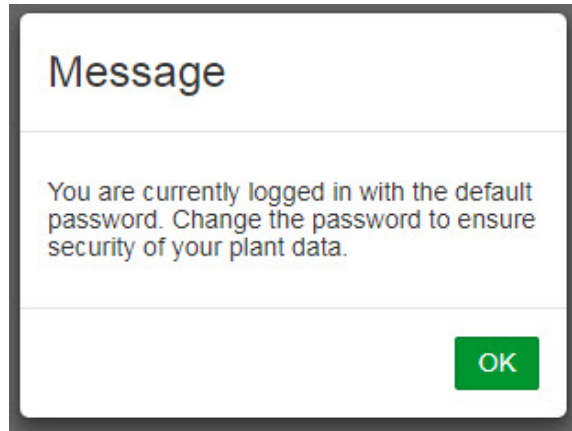 Message
You are currently logged in with the default
password. Change the password to ensure
security of your plant data.
OK